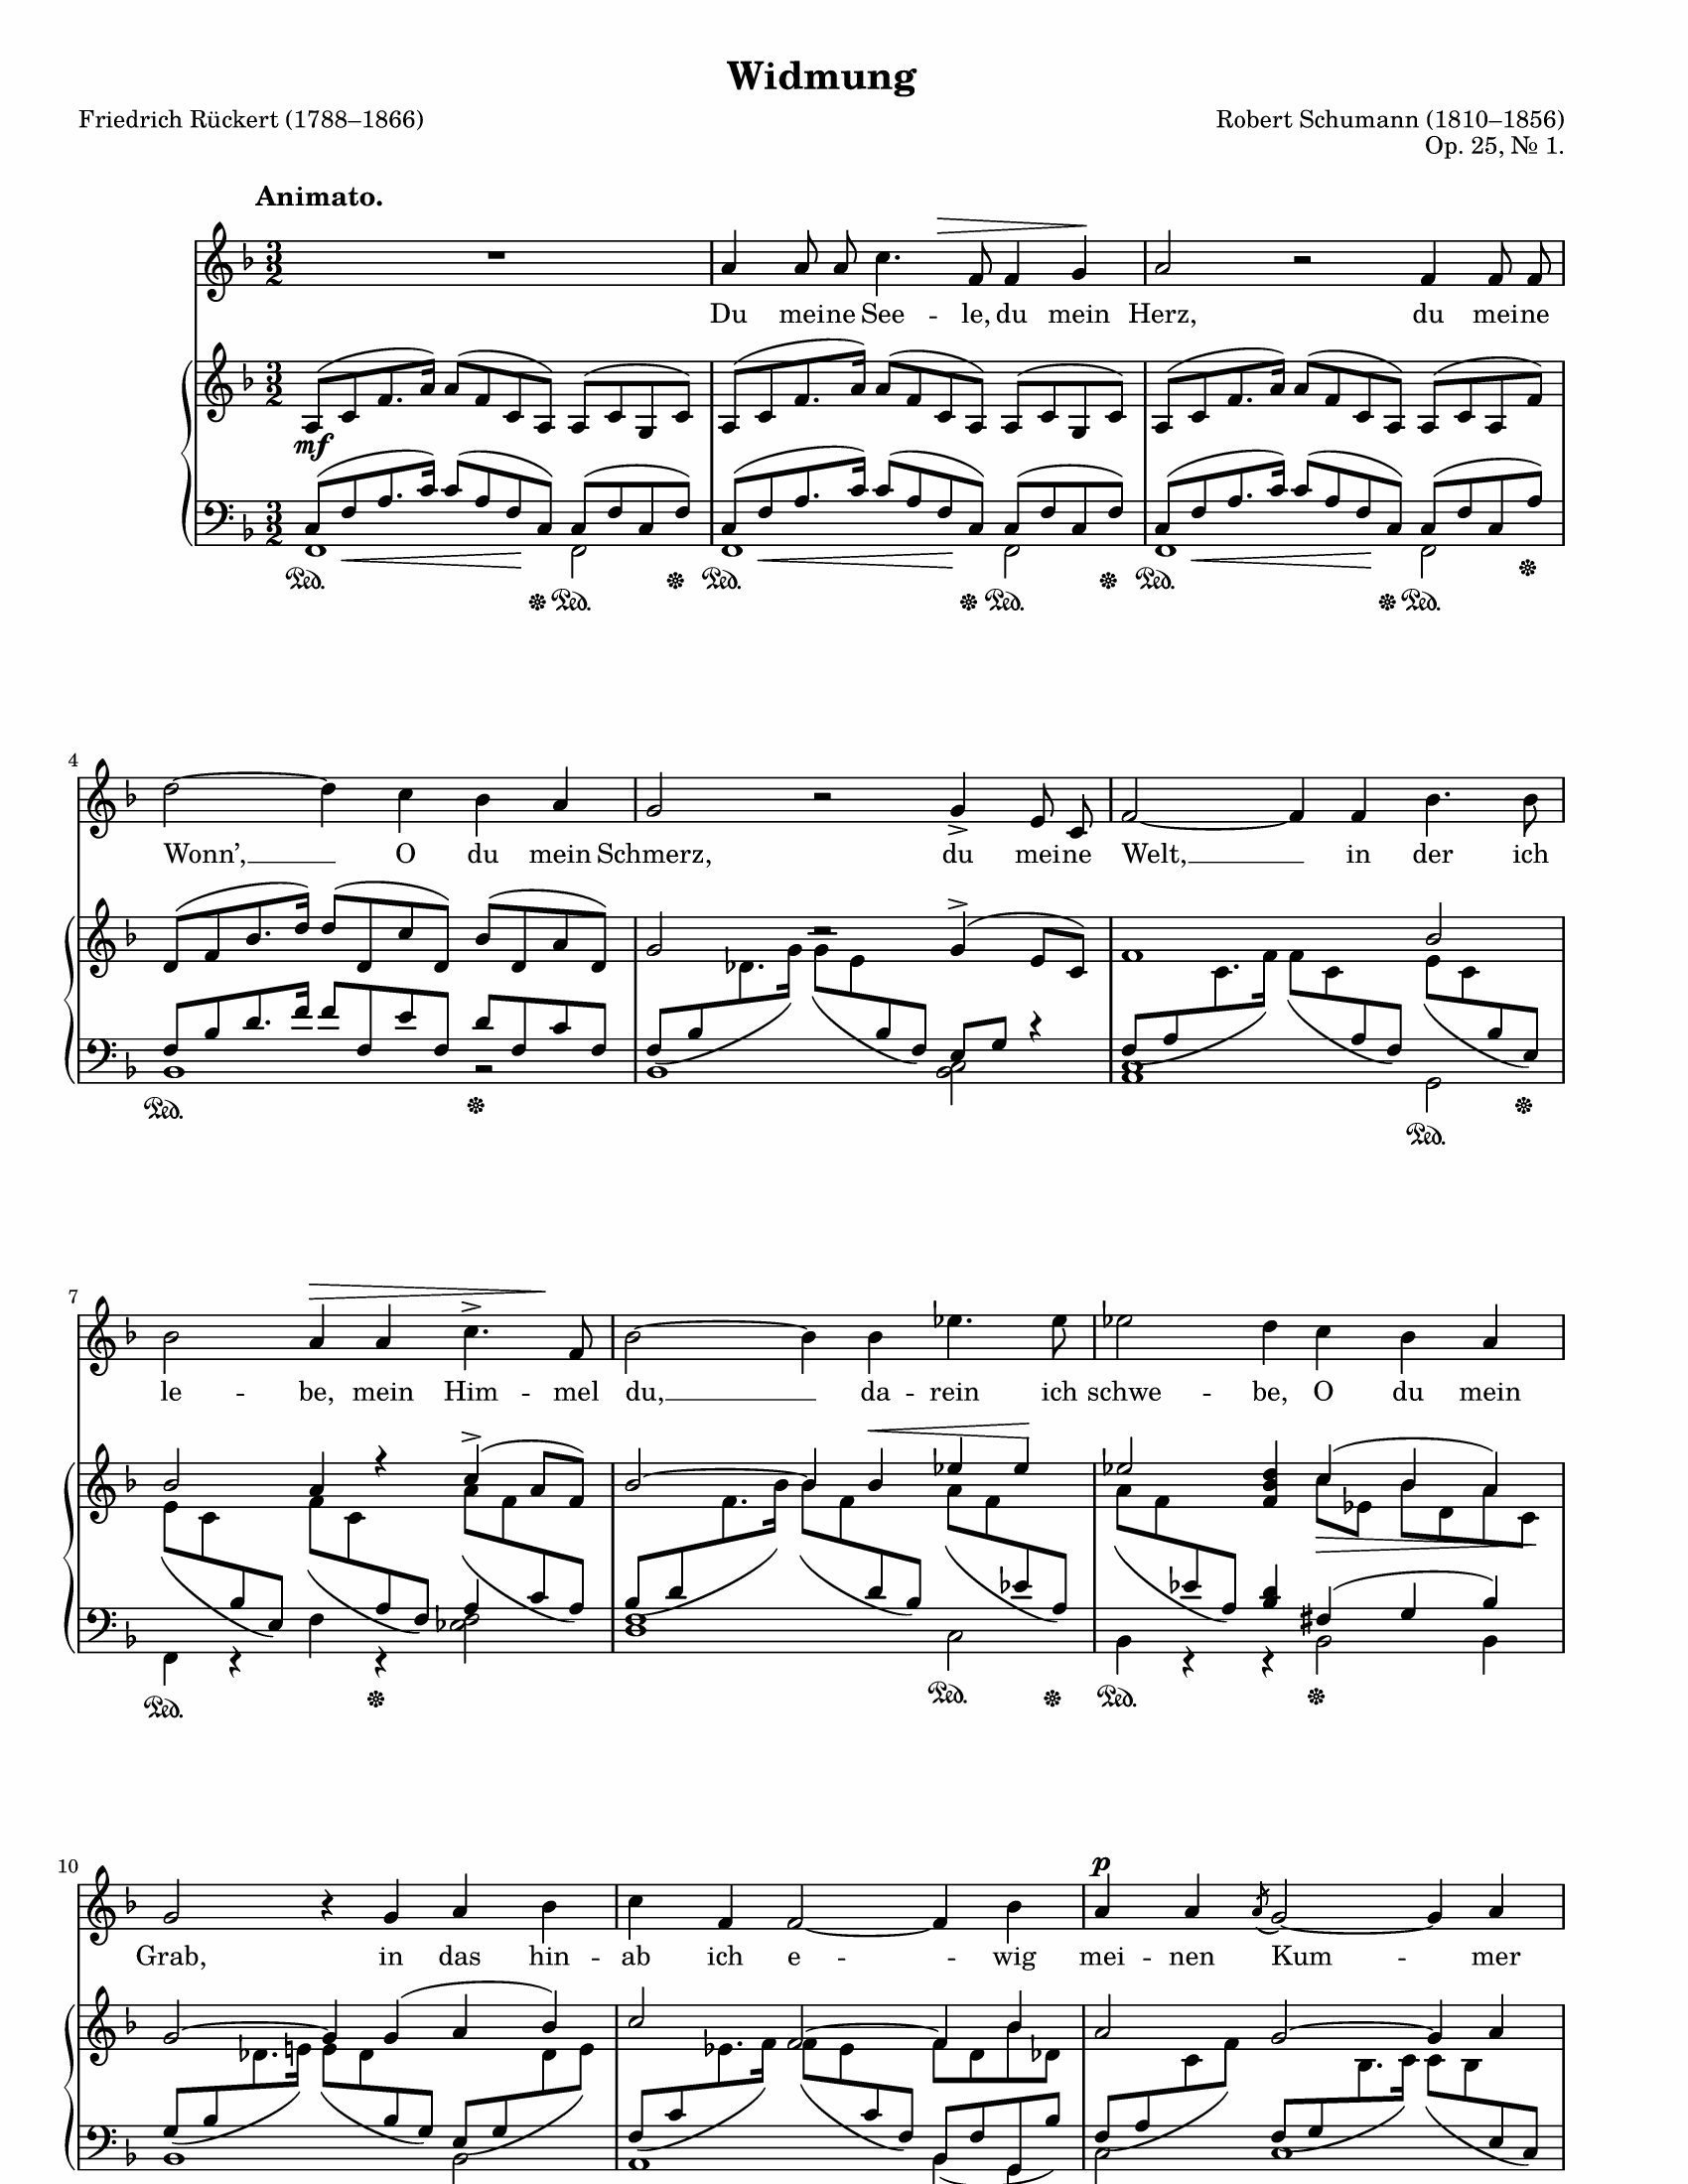 Widmung
Friedrich Rückert (1788–1866)
Robert Schumann (1810–1856)
Op. 25, № 1.
Animato.
Du meine See - le, du mein Herz, du meine
mf
Ped. Ped. Ped. Ped. Ped. Ped.
4
Wonn’, __ O du mein Schmerz, du meine Welt, __ in der ich
Ped. Ped.
7
le - be, mein Him - mel du, __ da - rein ich schwe - be, O du mein
Ped. Ped. Ped.
10
p
Grab, in das hin - ab ich e - - wig mei - nen Kum - mer